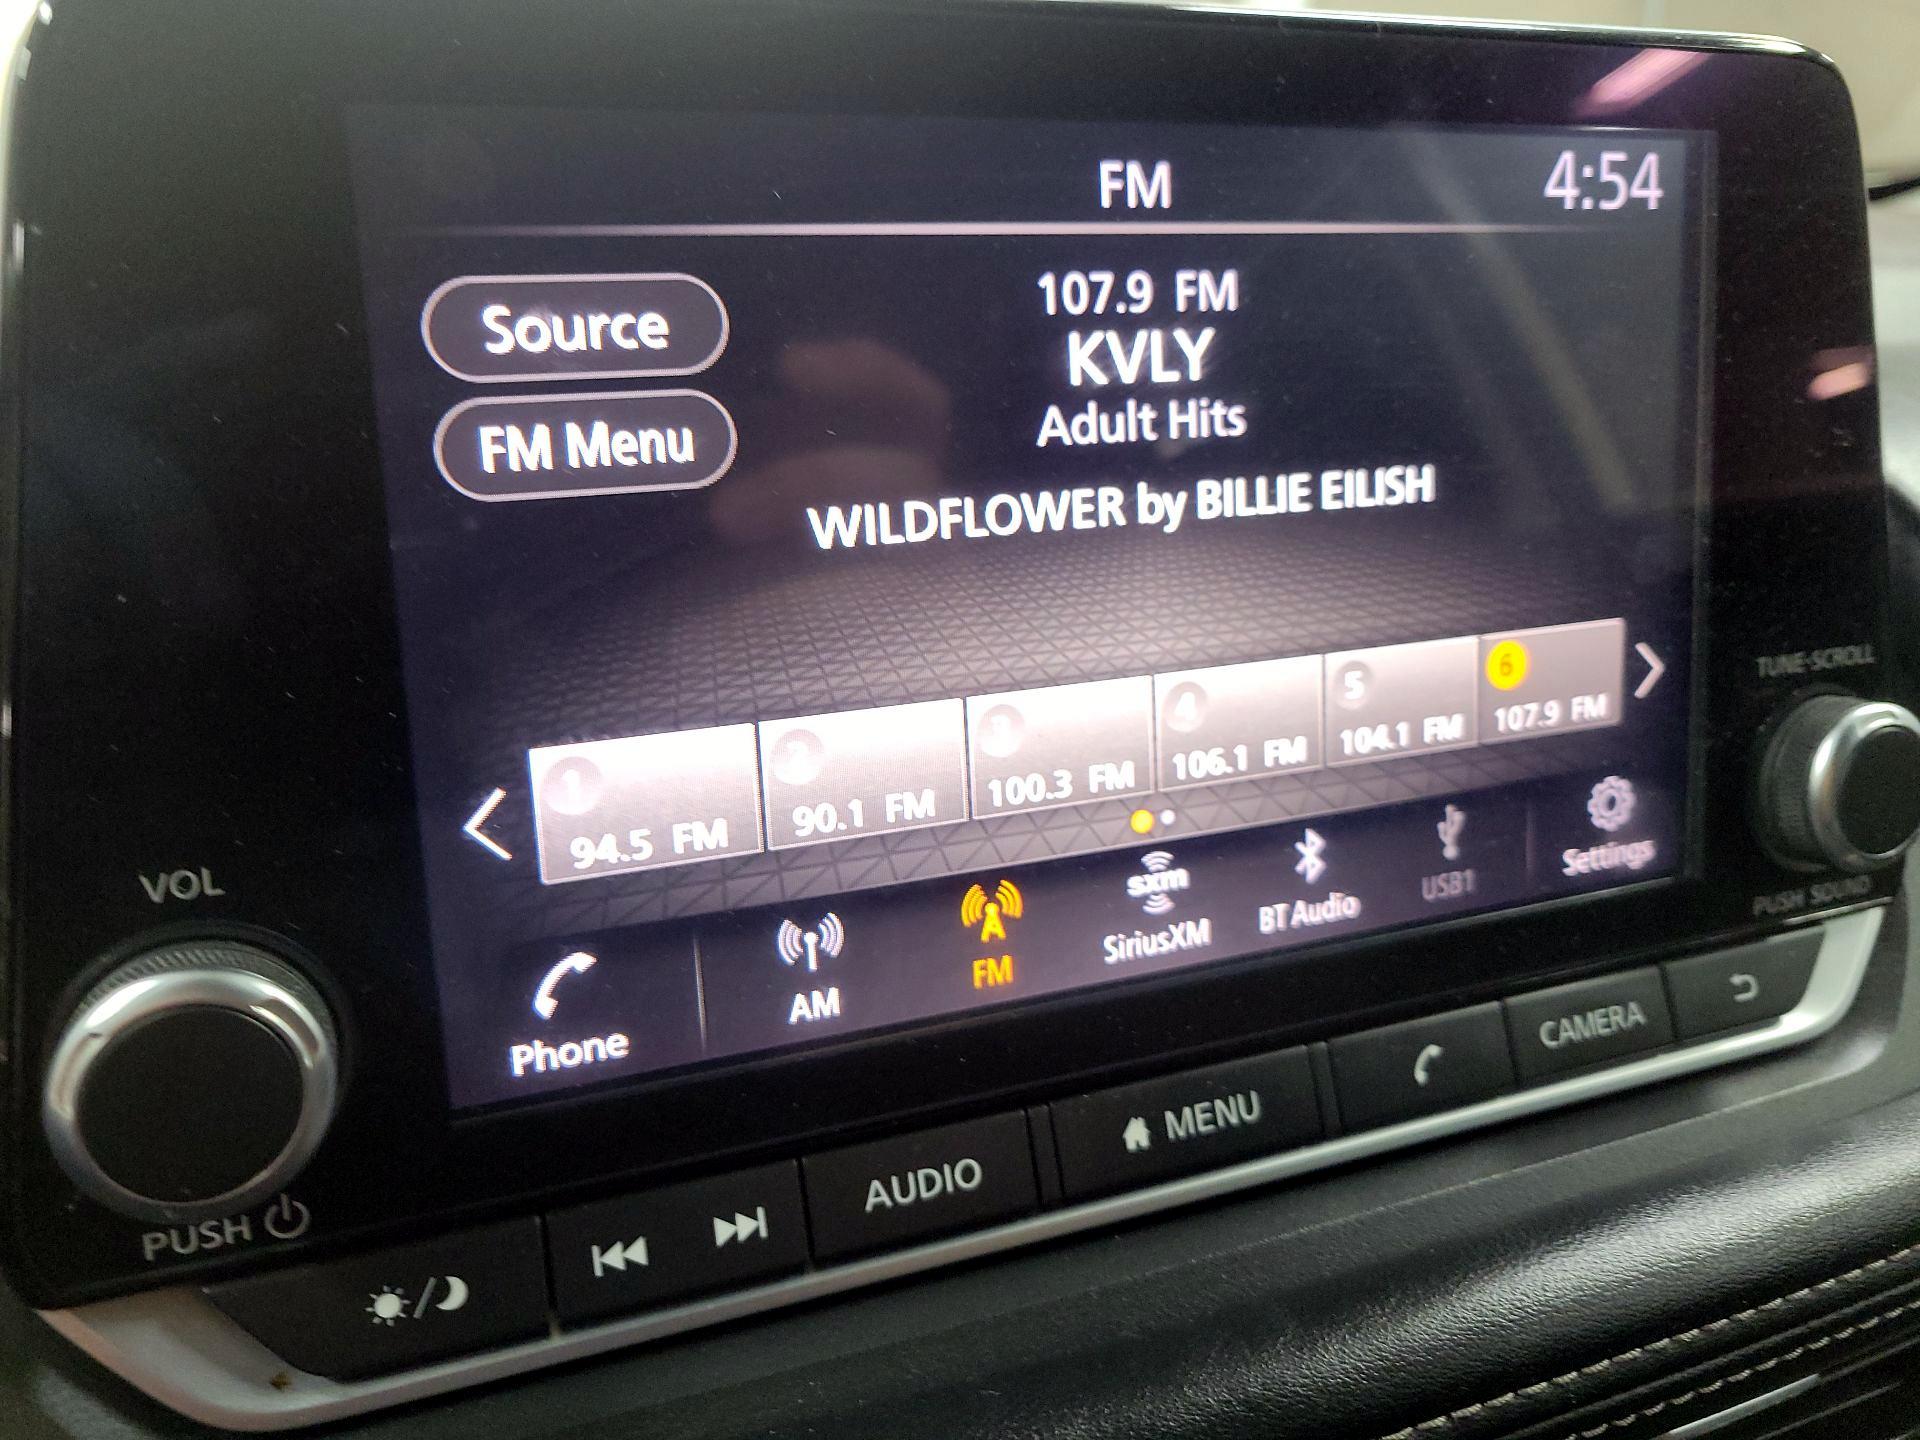 FM 4:54
Source
FM Menu
107.9 FM
KVLY
Adult Hits
WILDFLOWER by BILLIE EILISH
1 94.5 FM
2 90.1 FM
3 100.3 FM
4 106.1 FM
5 104.1 FM
6 107.9 FM
Phone
AM
FM
sxm
SiriusXM
BT Audio
USB1
Settings
VOL
PUSH
TUNE·SCROLL
PUSH SOUND
AUDIO
MENU
CAMERA